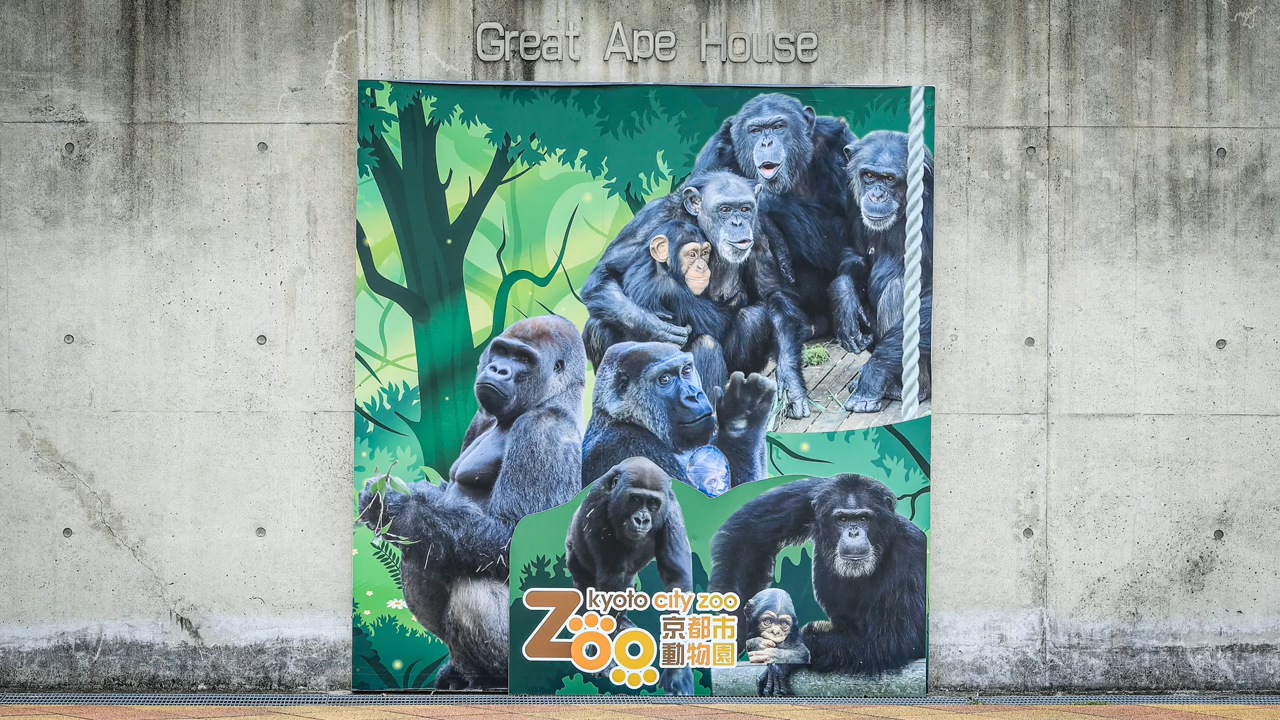 Great Ape House
ZOO
kyoto city zoo
京都市
動物園